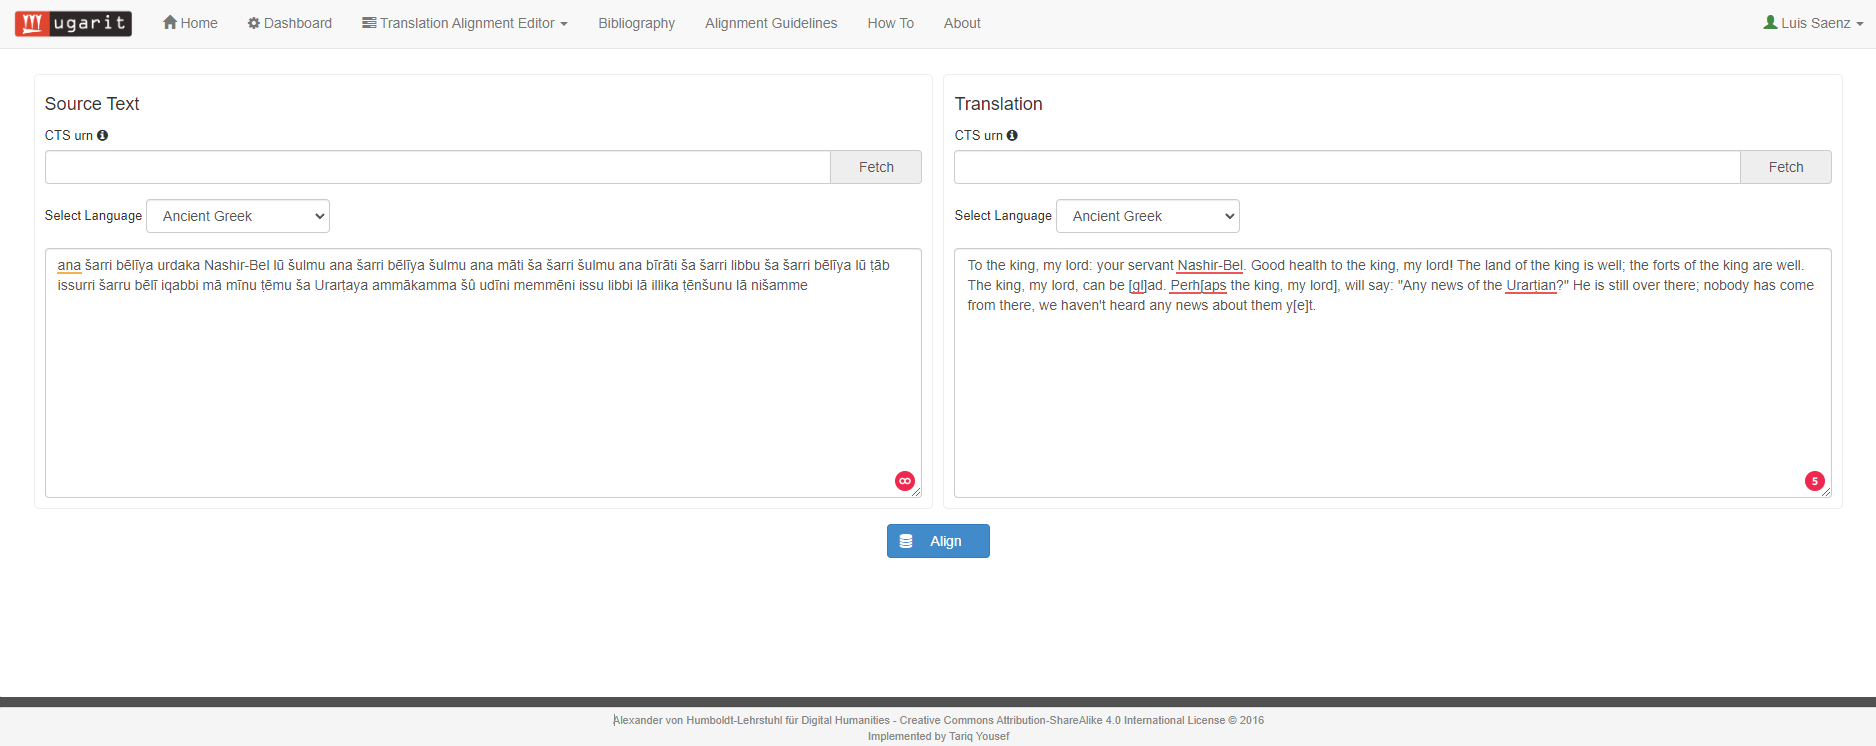 ugarit Home Dashboard Translation Alignment Editor Bibliography Alignment Guidelines How To About Luis Saenz
Source Text
CTS urn
Fetch
Select Language Ancient Greek
ana šarri bēlīya urdaka Nashir-Bel lū šulmu ana šarri bēlīya šulmu ana māti ša šarri šulmu ana bīrāti ša šarri libbu ša šarri bēlīya lū ṭāb
issurri šarru bēlī iqabbi mā mīnu ṭēmu ša Urarṭaya ammākamma šû udīni memmēni issu libbi lā illika ṭēnšunu lā nišamme
Translation
CTS urn
Fetch
Select Language Ancient Greek
To the king, my lord: your servant Nashir-Bel. Good health to the king, my lord! The land of the king is well; the forts of the king are well.
The king, my lord, can be [gl]ad. Perh[aps the king, my lord], will say: "Any news of the Urarṭian?" He is still over there; nobody has come
from there, we haven't heard any news about them y[e]t.
5
Align
Alexander von Humboldt-Lehrstuhl für Digital Humanities - Creative Commons Attribution-ShareAlike 4.0 International License © 2016
Implemented by Tariq Yousef